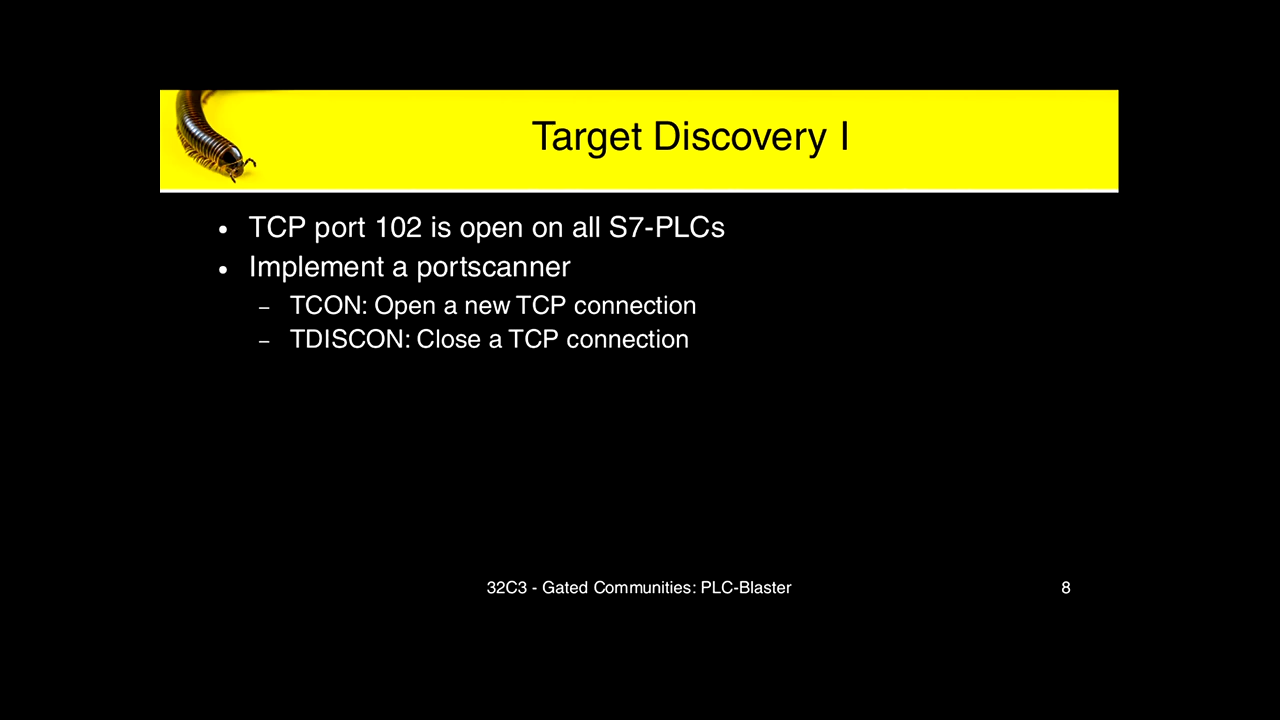 Target Discovery I
• TCP port 102 is open on all S7-PLCs
• Implement a portscanner
– TCON: Open a new TCP connection
– TDISCON: Close a TCP connection
32C3 - Gated Communities: PLC-Blaster 8